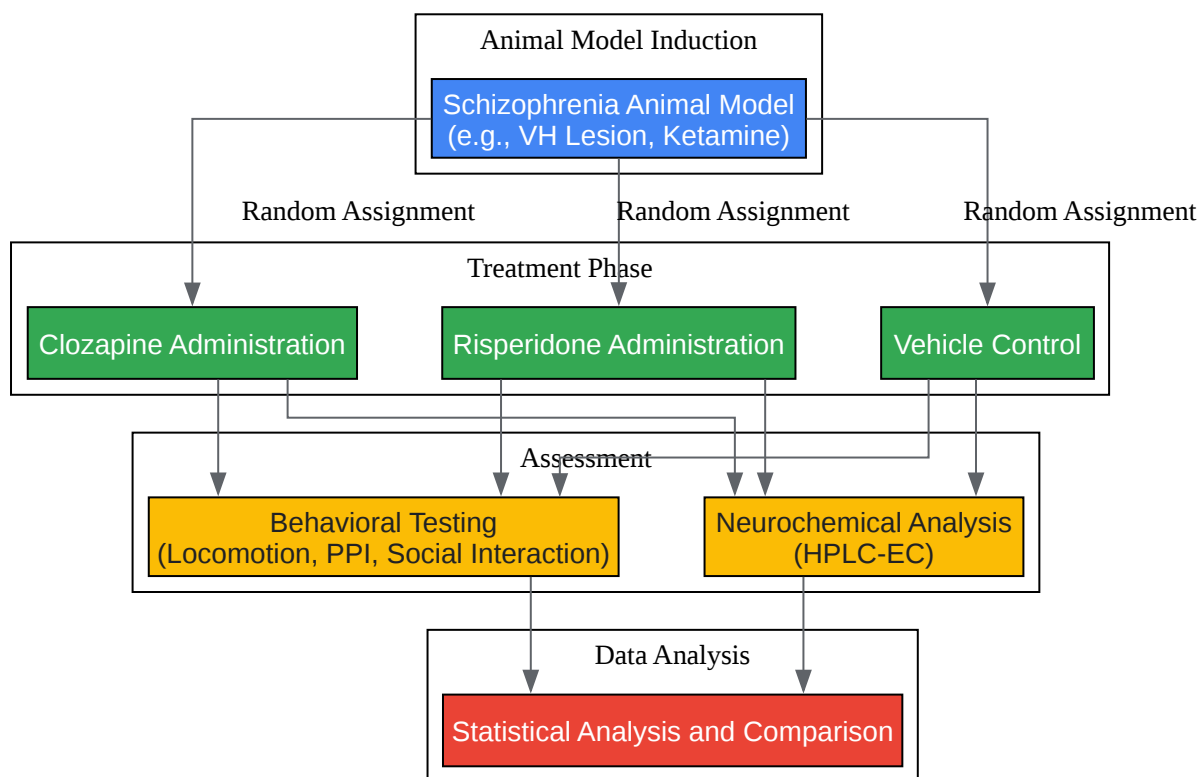 Animal Model Induction
Schizophrenia Animal Model
(e.g., VH Lesion, Ketamine)
Random Assignment
Random Assignment
Random Assignment
Treatment Phase
Clozapine Administration
Risperidone Administration
Vehicle Control
Assessment
Behavioral Testing
(Locomotion, PPI, Social Interaction)
Neurochemical Analysis
(HPLC-EC)
Data Analysis
Statistical Analysis and Comparison